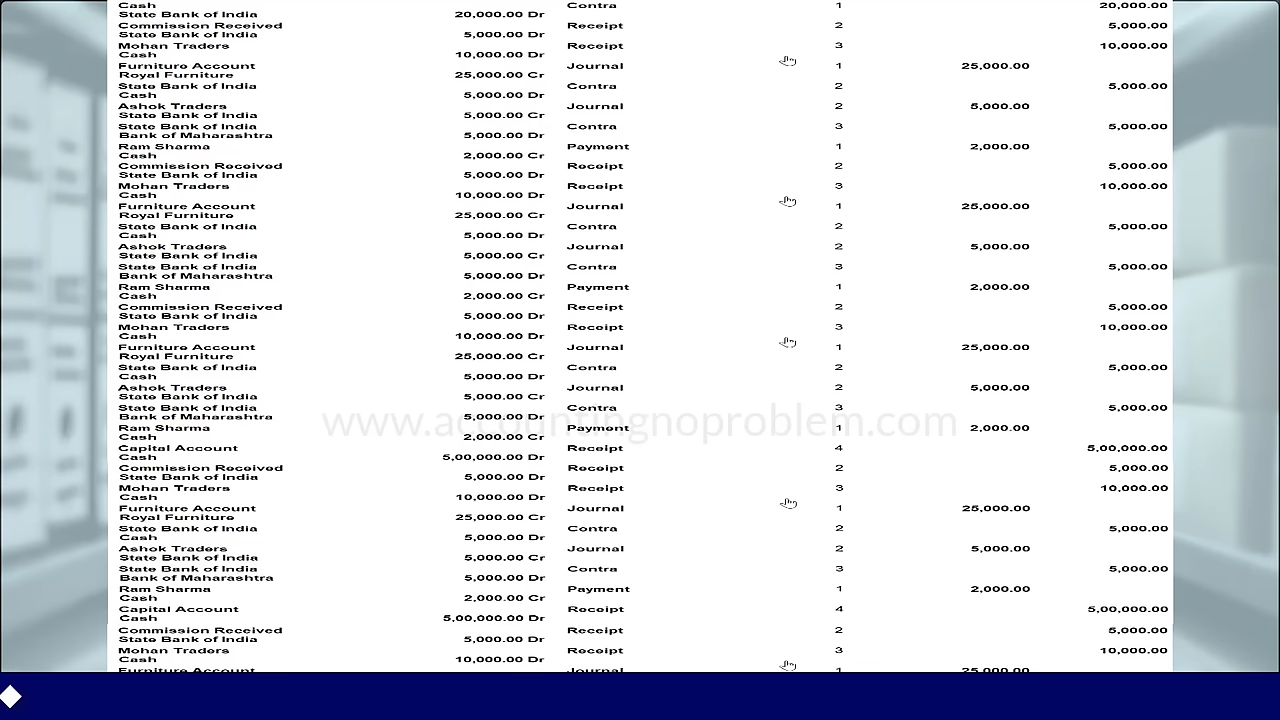 Cash Contra 1 20,000.00
State Bank of India 20,000.00 Dr
Commission Received Receipt 2 5,000.00
State Bank of India 5,000.00 Dr
Mohan Traders Receipt 3 10,000.00
Cash 10,000.00 Dr
Furniture Account Journal 1 25,000.00
Royal Furniture 25,000.00 Cr
State Bank of India Contra 2 5,000.00
Cash 5,000.00 Dr
Ashok Traders Journal 2 5,000.00
State Bank of India 5,000.00 Cr
State Bank of India Contra 3 5,000.00
Bank of Maharashtra 5,000.00 Dr
Ram Sharma Payment 1 2,000.00
Cash 2,000.00 Cr
Commission Received Receipt 2 5,000.00
State Bank of India 5,000.00 Dr
Mohan Traders Receipt 3 10,000.00
Cash 10,000.00 Dr
Furniture Account Journal 1 25,000.00
Royal Furniture 25,000.00 Cr
State Bank of India Contra 2 5,000.00
Cash 5,000.00 Dr
Ashok Traders Journal 2 5,000.00
State Bank of India 5,000.00 Cr
State Bank of India Contra 3 5,000.00
Bank of Maharashtra 5,000.00 Dr
Ram Sharma Payment 1 2,000.00
Cash 2,000.00 Cr
Commission Received Receipt 2 5,000.00
State Bank of India 5,000.00 Dr
Mohan Traders Receipt 3 10,000.00
Cash 10,000.00 Dr
Furniture Account Journal 1 25,000.00
Royal Furniture 25,000.00 Cr
State Bank of India Contra 2 5,000.00
Cash 5,000.00 Dr
Ashok Traders Journal 2 5,000.00
State Bank of India 5,000.00 Cr
State Bank of India Contra 3 5,000.00
Bank of Maharashtra 5,000.00 Dr
www.accountingnoproblem.com
Ram Sharma Payment 1 2,000.00
Cash 2,000.00 Cr
Capital Account Receipt 4 5,00,000.00
Cash 5,00,000.00 Dr
Commission Received Receipt 2 5,000.00
State Bank of India 5,000.00 Dr
Mohan Traders Receipt 3 10,000.00
Cash 10,000.00 Dr
Furniture Account Journal 1 25,000.00
Royal Furniture 25,000.00 Cr
State Bank of India Contra 2 5,000.00
Cash 5,000.00 Dr
Ashok Traders Journal 2 5,000.00
State Bank of India 5,000.00 Cr
State Bank of India Contra 3 5,000.00
Bank of Maharashtra 5,000.00 Dr
Ram Sharma Payment 1 2,000.00
Cash 2,000.00 Cr
Capital Account Receipt 4 5,00,000.00
Cash 5,00,000.00 Dr
Commission Received Receipt 2 5,000.00
State Bank of India 5,000.00 Dr
Mohan Traders Receipt 3 10,000.00
Cash 10,000.00 Dr
Furniture Account Journal 1 25,000.00